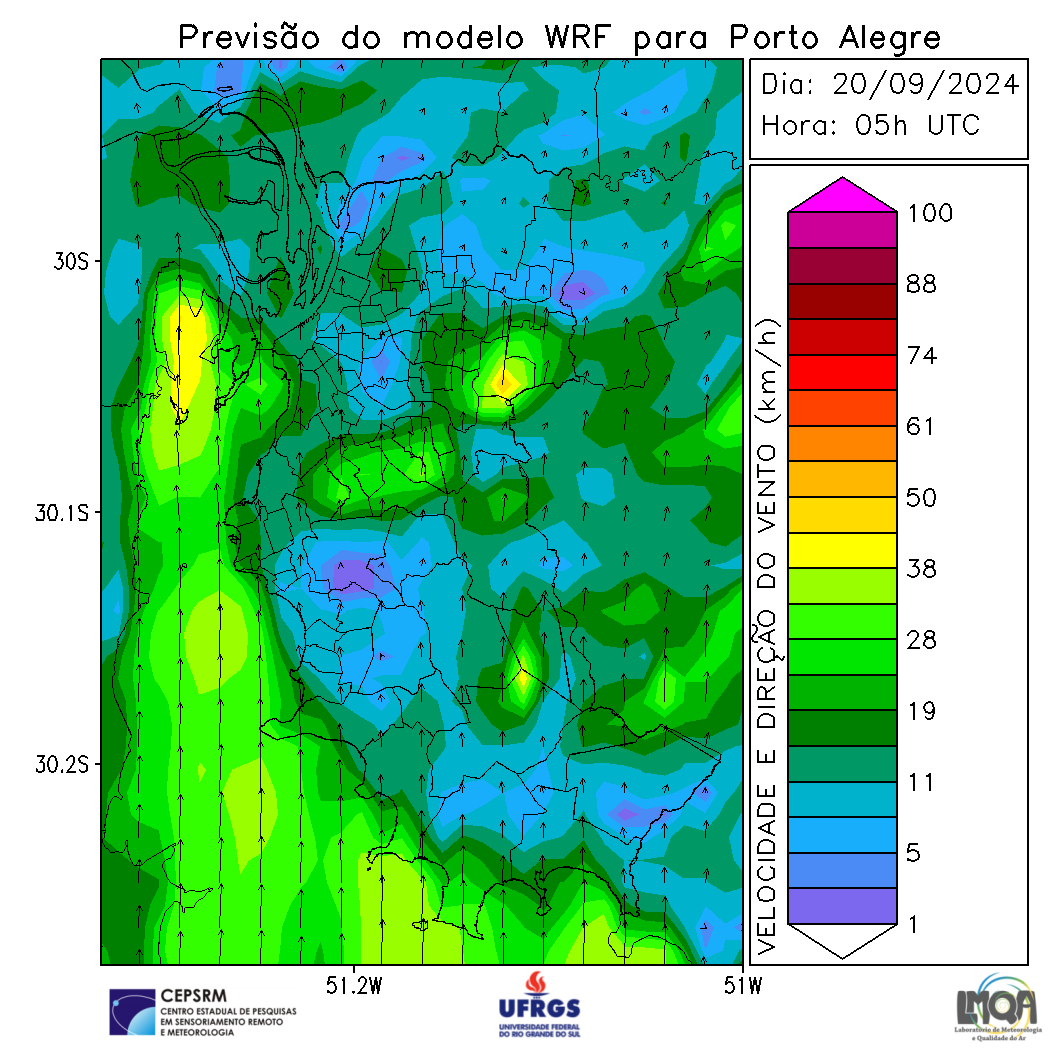 Previsão do modelo WRF para Porto Alegre
Dia: 20/09/2024
Hora: 05h UTC
30S
30.1S
30.2S
51.2W
51W
VELOCIDADE E DIREÇÃO DO VENTO (km/h)
100
88
74
61
50
38
28
19
11
5
1
CEPSRM
CENTRO ESTADUAL DE PESQUISAS
EM SENSORIAMENTO REMOTO
E METEOROLOGIA
UFRGS
UNIVERSIDADE FEDERAL
DO RIO GRANDE DO SUL
LMQA
Laboratório de Meteorologia
e Qualidade do Ar